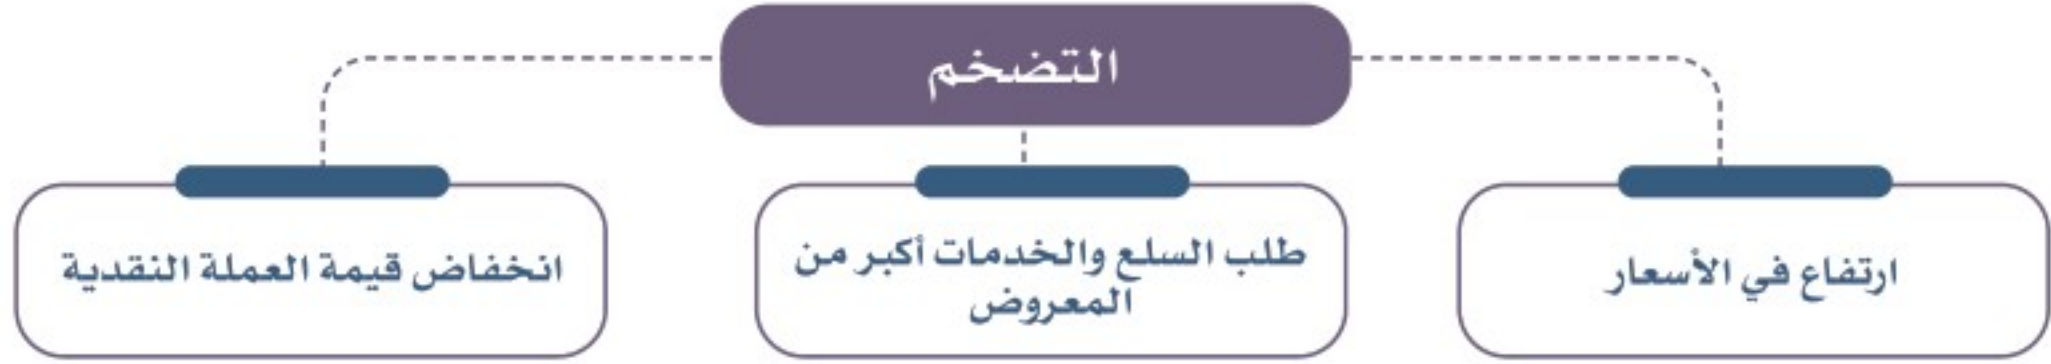 التضخم
ارتفاع في الأسعار
طلب السلع والخدمات أكبر من
المعروض
انخفاض قيمة العملة النقدية